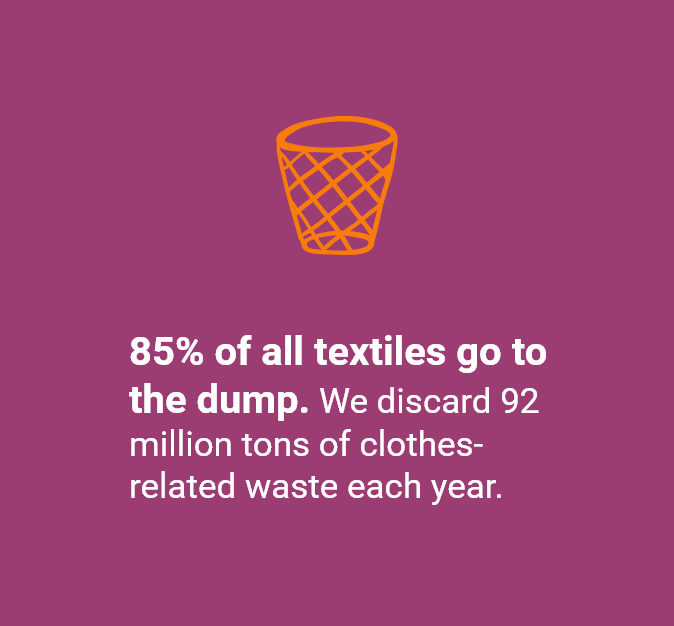 85% of all textiles go to
the dump. We discard 92
million tons of clothes-
related waste each year.